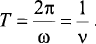 T = 2π/ω = 1/ν.